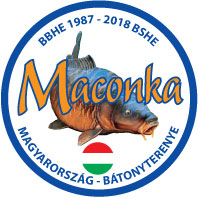 BBHE 1987 - 2018 BSHE
Maconka
MAGYARORSZÁG - BÁTONYTERENYE